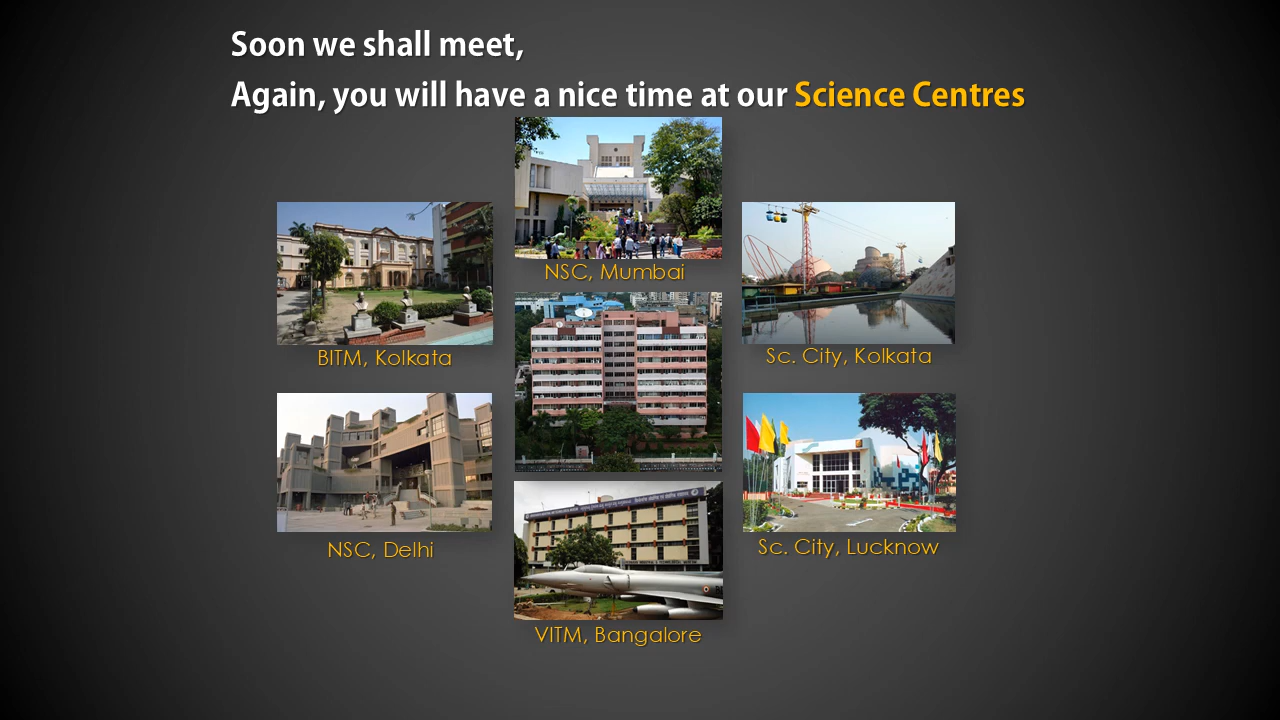 Soon we shall meet,
Again, you will have a nice time at our Science Centres
NSC, Mumbai
BITM, Kolkata
Sc. City, Kolkata
NSC, Delhi
Sc. City, Lucknow
VITM, Bangalore